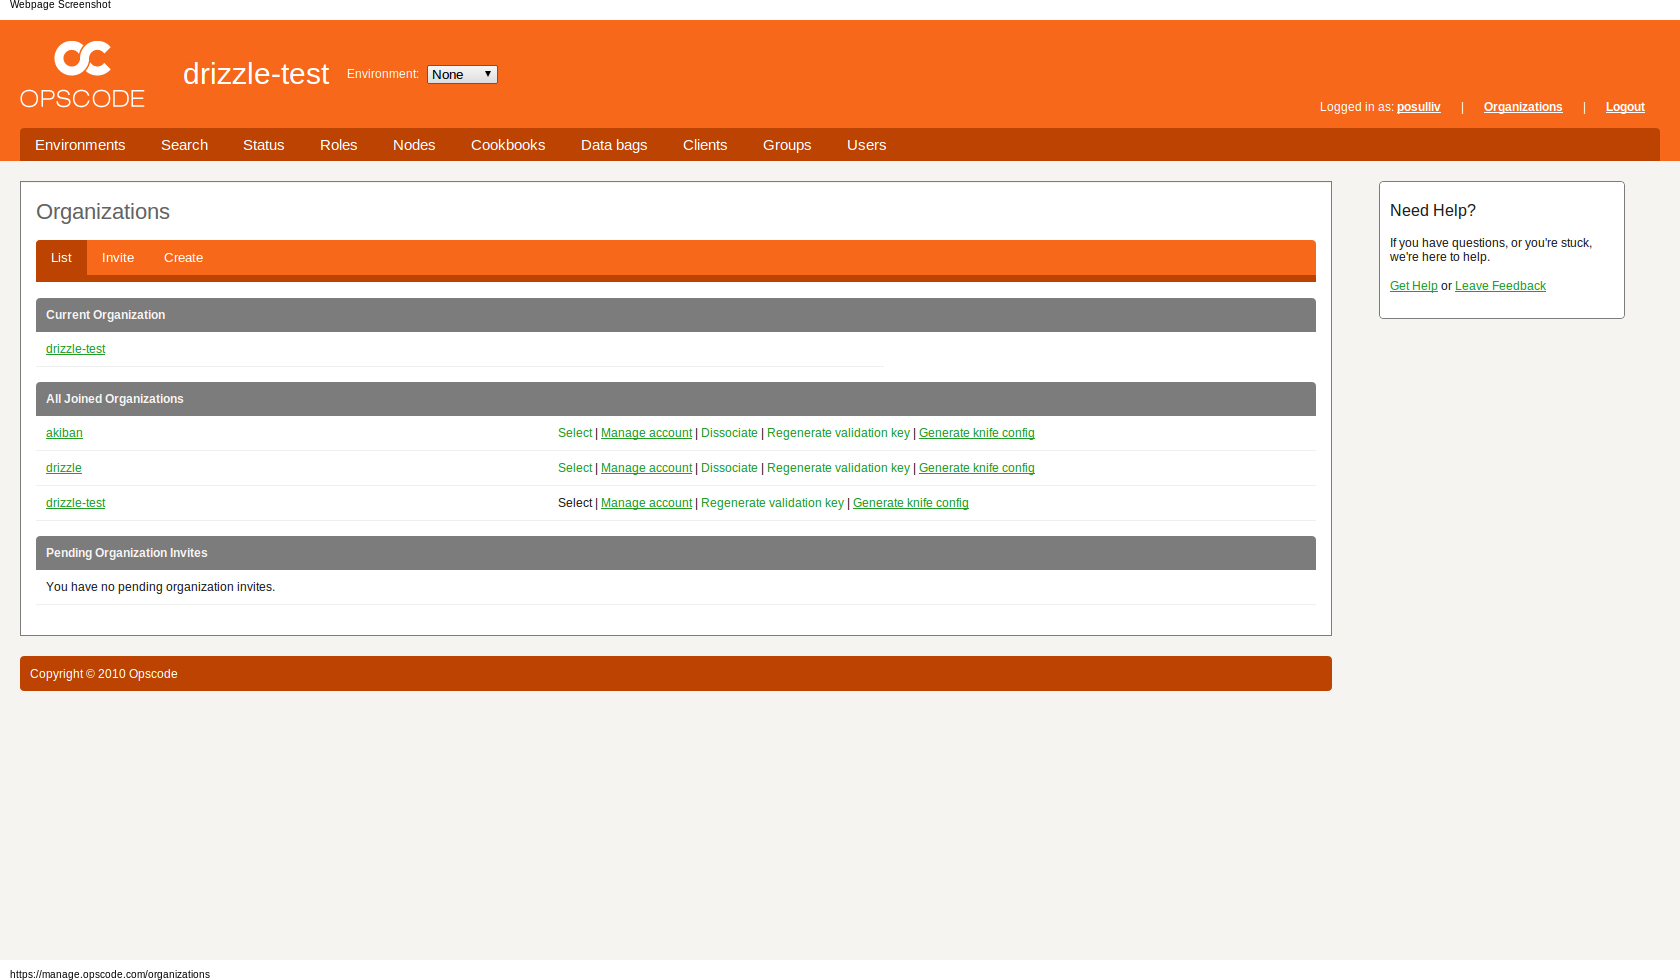 Webpage Screenshot
OPSCODE
drizzle-test Environment: None
Logged in as: posulliv | Organizations | Logout
Environments Search Status Roles Nodes Cookbooks Data bags Clients Groups Users
Organizations
List Invite Create
Current Organization
drizzle-test
All Joined Organizations
akiban Select | Manage account | Dissociate | Regenerate validation key | Generate knife config
drizzle Select | Manage account | Dissociate | Regenerate validation key | Generate knife config
drizzle-test Select | Manage account | Regenerate validation key | Generate knife config
Pending Organization Invites
You have no pending organization invites.
Copyright © 2010 Opscode
Need Help?
If you have questions, or you're stuck,
we're here to help.
Get Help or Leave Feedback
https://manage.opscode.com/organizations